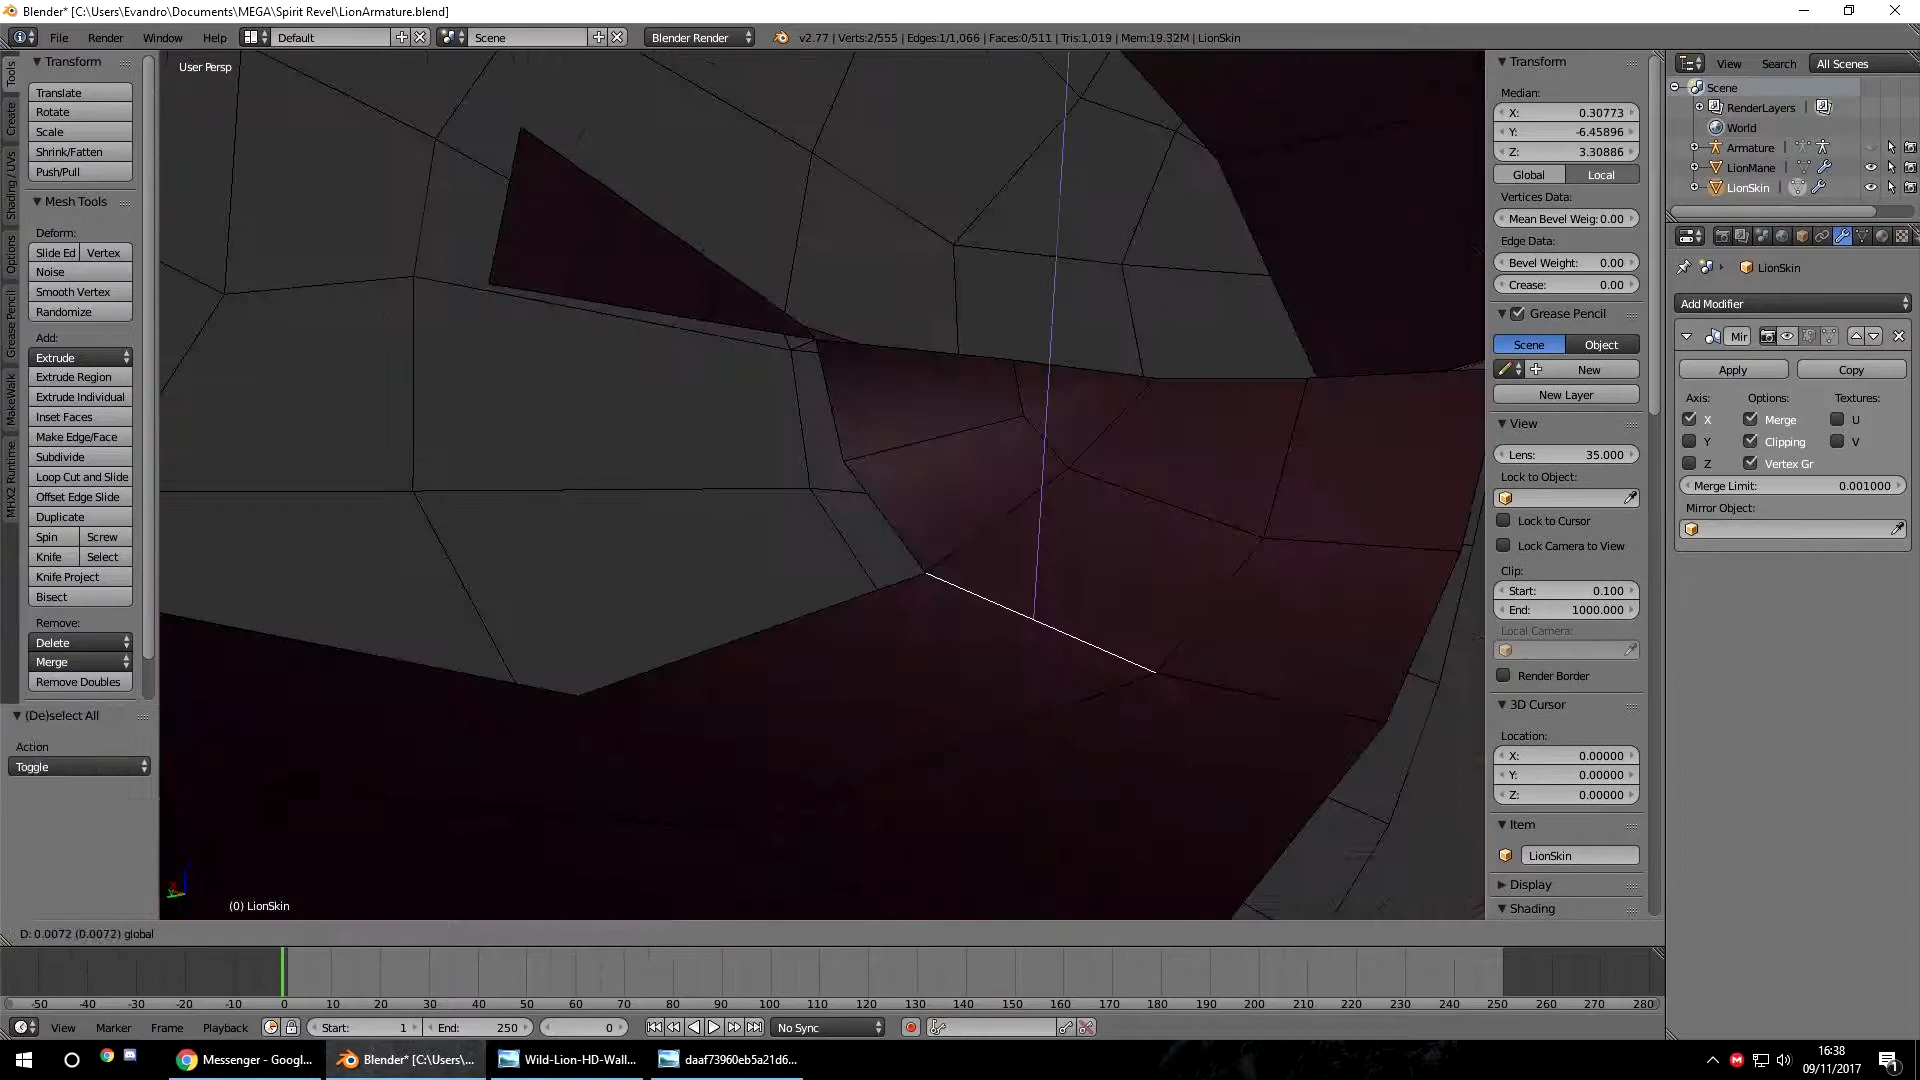 Blender* [C:\Users\Evandro\Documents\MEGA\Spirit Revel\LionArmature.blend]
File Render Window Help Default Scene Blender Render v2.77 | Verts:2/555 | Edges:1/1,066 | Faces:0/511 | Tris:1,019 | Mem:19.32M | LionSkin
Tools
Create
Shading / UVs
Options
Grease Pencil
MakeWalk
MHX2 Runtime
Transform
Translate
Rotate
Scale
Shrink/Fatten
Push/Pull
Mesh Tools
Deform:
Slide Ed Vertex
Noise
Smooth Vertex
Randomize
Add:
Extrude
Extrude Region
Extrude Individual
Inset Faces
Make Edge/Face
Subdivide
Loop Cut and Slide
Offset Edge Slide
Duplicate
Spin Screw
Knife Select
Knife Project
Bisect
Remove:
Delete
Merge
Remove Doubles
(De)select All
Action
Toggle
User Persp
(0) LionSkin
D: 0.0072 (0.0072) global
Transform
Median:
X: 0.30773
Y: -6.45896
Z: 3.30886
Global Local
Vertices Data:
Mean Bevel Weig: 0.00
Edge Data:
Bevel Weight: 0.00
Crease: 0.00
Grease Pencil
Scene Object
New
New Layer
View
Lens: 35.000
Lock to Object:
Lock to Cursor
Lock Camera to View
Clip:
Start: 0.100
End: 1000.000
Local Camera:
Render Border
3D Cursor
Location:
X: 0.00000
Y: 0.00000
Z: 0.00000
Item
LionSkin
Display
Shading
View Search All Scenes
Scene
RenderLayers
World
Armature
LionMane
LionSkin
LionSkin
Add Modifier
Mir
Apply Copy
Axis: Options: Textures:
X Merge U
Y Clipping V
Z Vertex Gr
Merge Limit: 0.001000
Mirror Object:
-50 -40 -30 -20 -10 0 10 20 30 40 50 60 70 80 90 100 110 120 130 140 150 160 170 180 190 200 210 220 230 240 250 260 270 280
View Marker Frame Playback Start: 1 End: 250 0 No Sync
Messenger - Googl... Blender* [C:\Users\... Wild-Lion-HD-Wall... daaf73960eb5a21d6...
16:38
09/11/2017
1